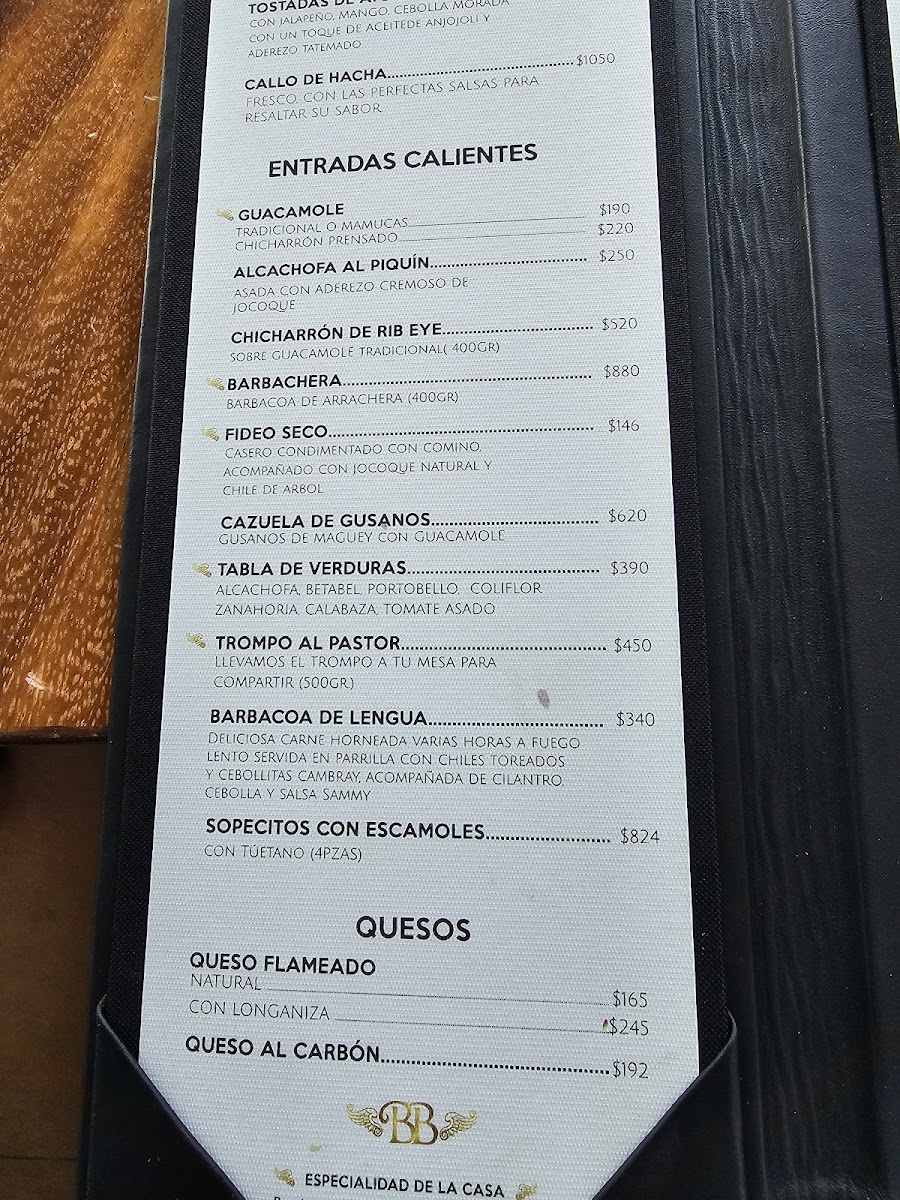 TOSTADAS DE
CON JALAPEÑO, MANGO, CEBOLLA MORADA
CON UN TOQUE DE ACEITEDE ANJOJOLI Y
ADEREZO TATEMADO
CALLO DE HACHA....................................$1050
FRESCO, CON LAS PERFECTAS SALSAS PARA
RESALTAR SU SABOR
ENTRADAS CALIENTES
GUACAMOLE
TRADICIONAL O MAMUCAS $190
CHICHARRÓN PRENSADO $220
ALCACHOFA AL PIQUÍN.............................. $250
ASADA CON ADEREZO CREMOSO DE
JOCOQUE
CHICHARRÓN DE RIB EYE............................ $520
SOBRE GUACAMOLE TRADICIONAL( 400GR)
BARBACHERA.............................................. $880
BARBACOA DE ARRACHERA (400GR)
FIDEO SECO................................................. $146
CASERO CONDIMENTADO CON COMINO,
ACOMPAÑADO CON JOCOQUE NATURAL Y
CHILE DE ARBOL
CAZUELA DE GUSANOS.............................. $620
GUSANOS DE MAGUEY CON GUACAMOLE
TABLA DE VERDURAS................................... $390
ALCACHOFA, BETABEL, PORTOBELLO, COLIFLOR
ZANAHORIA, CALABAZA, TOMATE ASADO
TROMPO AL PASTOR..................................... $450
LLEVAMOS EL TROMPO A TU MESA PARA
COMPARTIR (500GR)
BARBACOA DE LENGUA................................ $340
DELICIOSA CARNE HORNEADA VARIAS HORAS A FUEGO
LENTO SERVIDA EN PARRILLA CON CHILES TOREADOS
Y CEBOLLITAS CAMBRAY, ACOMPAÑADA DE CILANTRO,
CEBOLLA Y SALSA SAMMY
SOPECITOS CON ESCAMOLES...................... $824
CON TÚETANO (4PZAS)
QUESOS
QUESO FLAMEADO
NATURAL $165
CON LONGANIZA $245
QUESO AL CARBÓN.........................................$192
BB
ESPECIALIDAD DE LA CASA